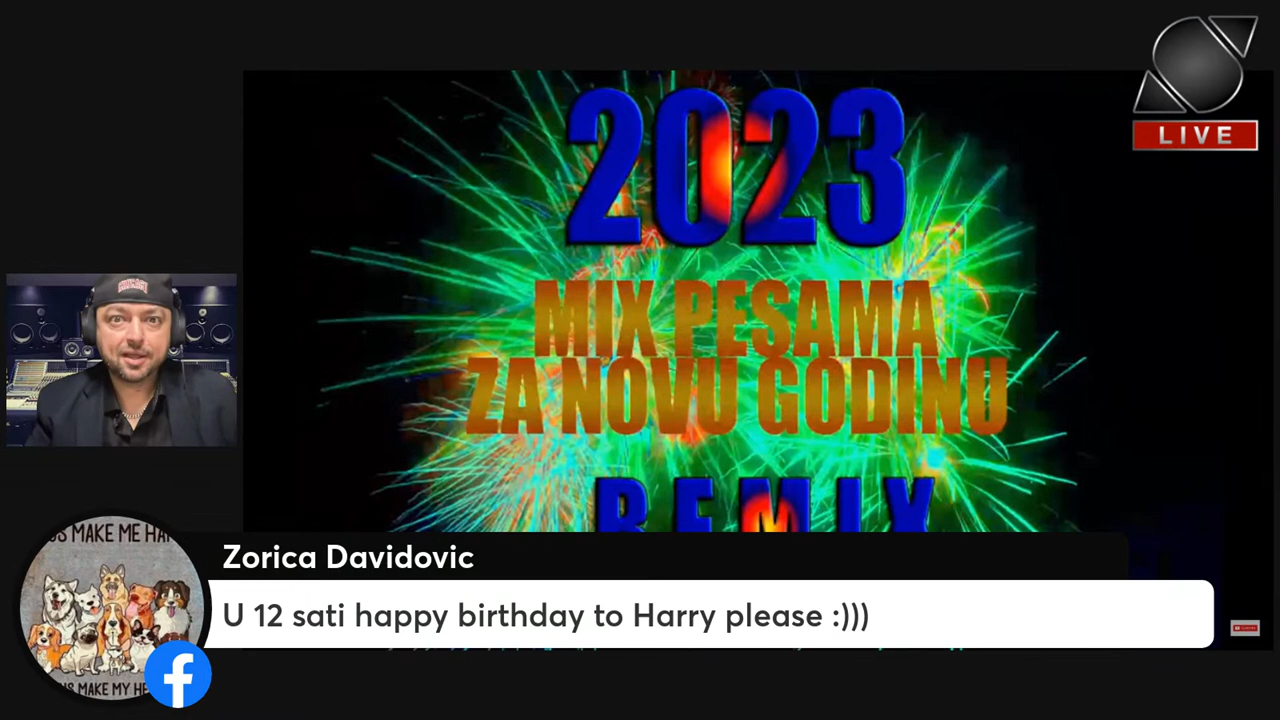 2023
LIVE
MIX PESAMA
ZA NOVU GODINU
REMIX
Zorica Davidovic
U 12 sati happy birthday to Harry please :)))